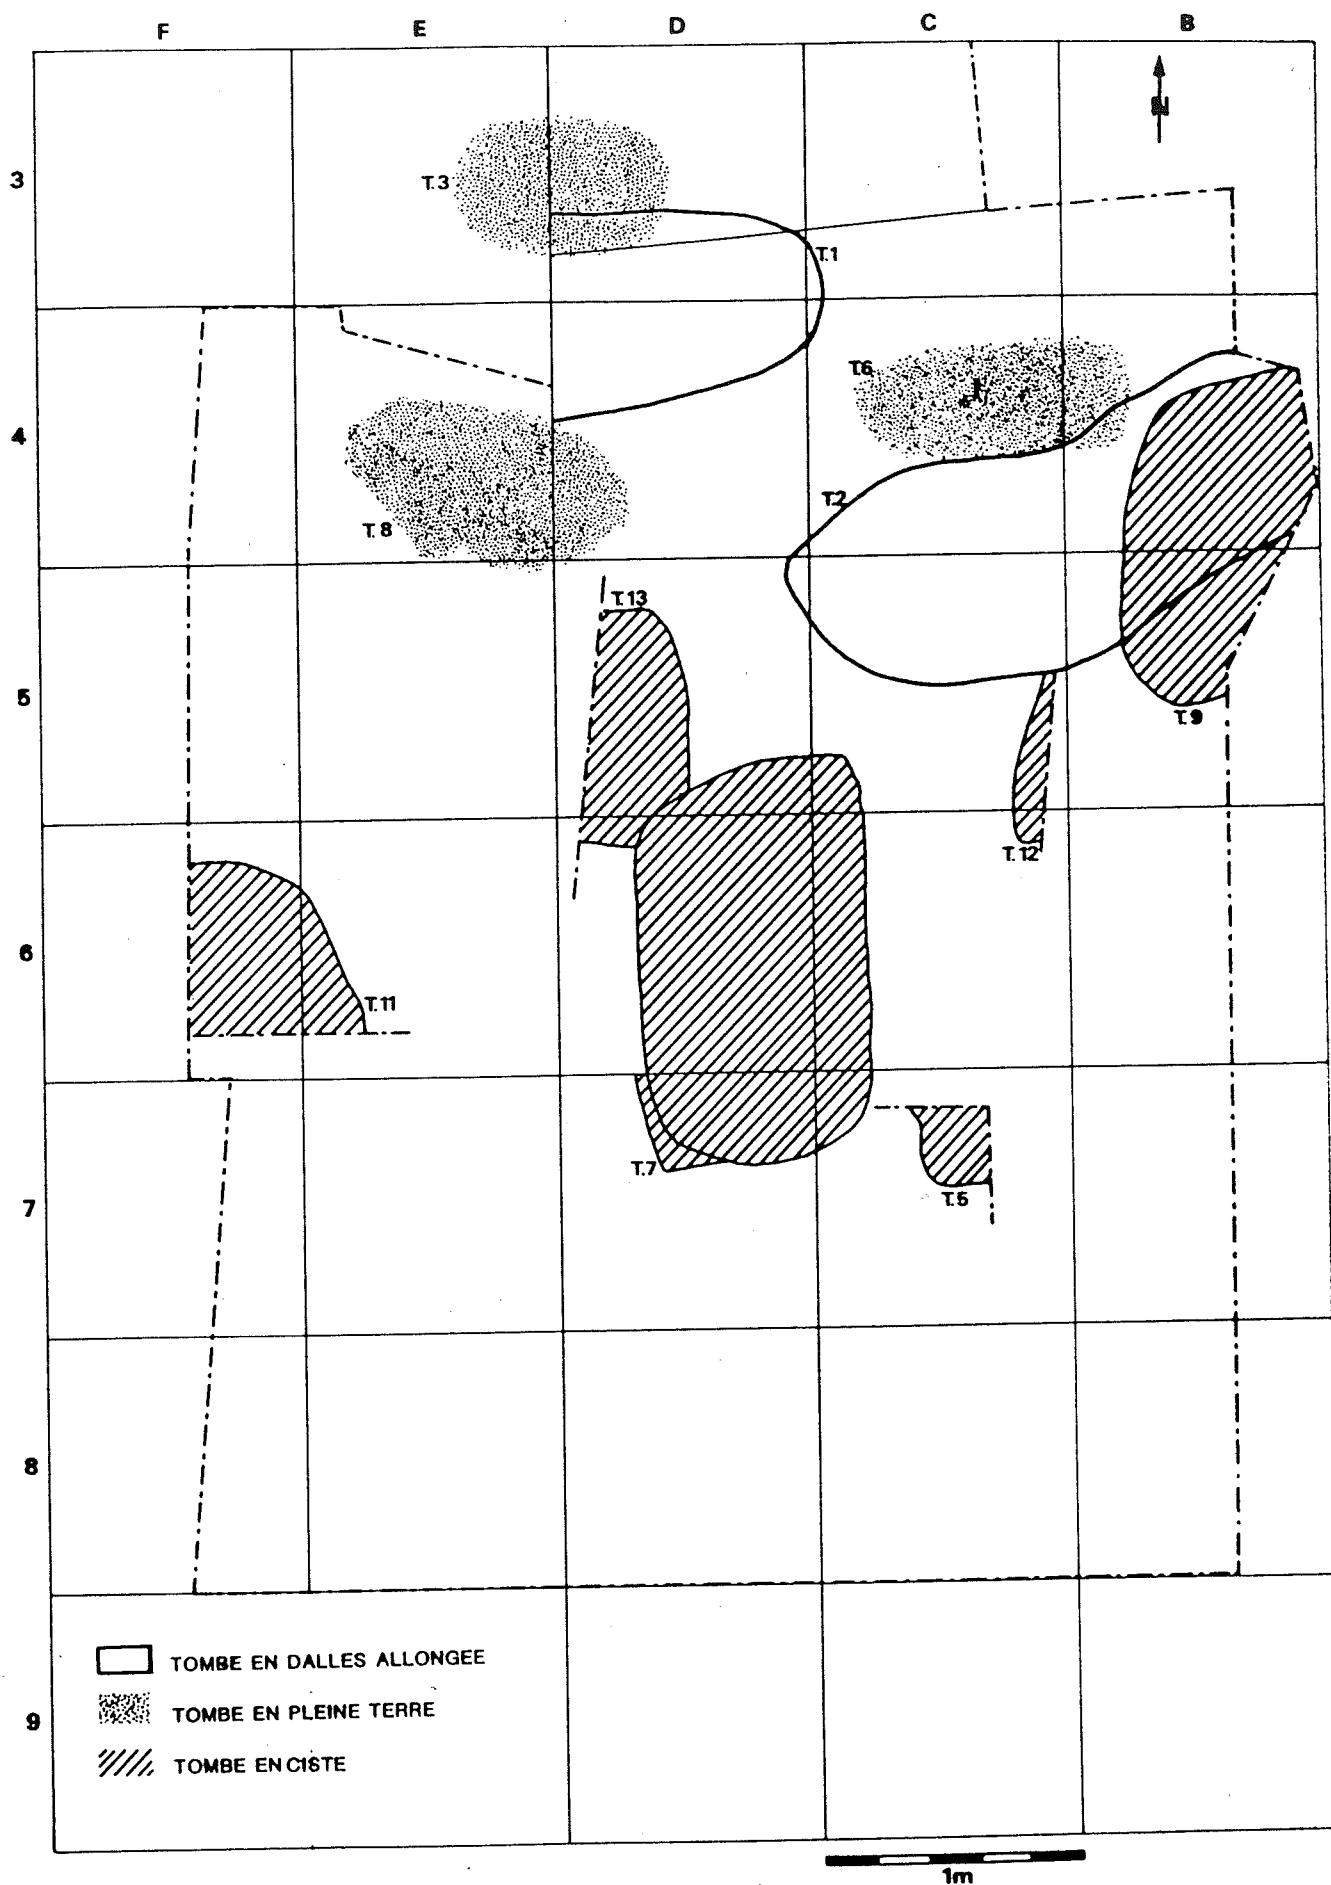 F E D C B
N
3
T.3
T.1
T.6
4
T.2
T.8
T.13
5
T.9
T.12
6
T.11
T.7
T.5
7
8
TOMBE EN DALLES ALLONGEE
TOMBE EN PLEINE TERRE
9
TOMBE EN CISTE
1m